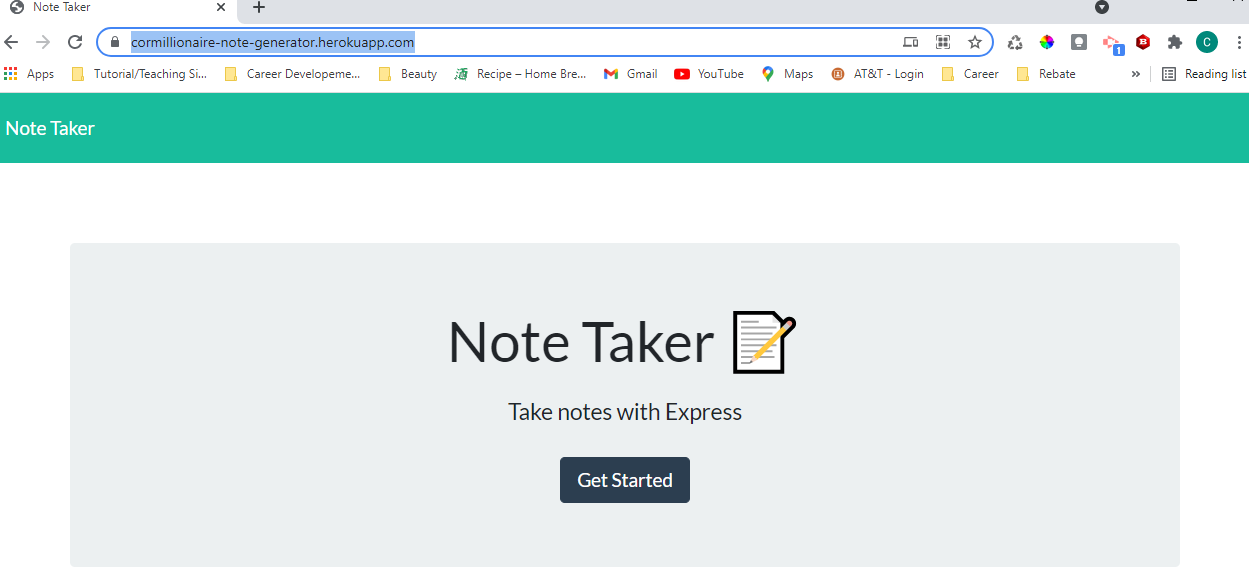 Note Taker
cormillionaire-note-generator.herokuapp.com
C
1
B
Apps Tutorial/Teaching Si... Career Developeme... Beauty Recipe – Home Bre... Gmail YouTube Maps AT&T - Login Career Rebate » Reading list
Note Taker
Note Taker
Take notes with Express
Get Started